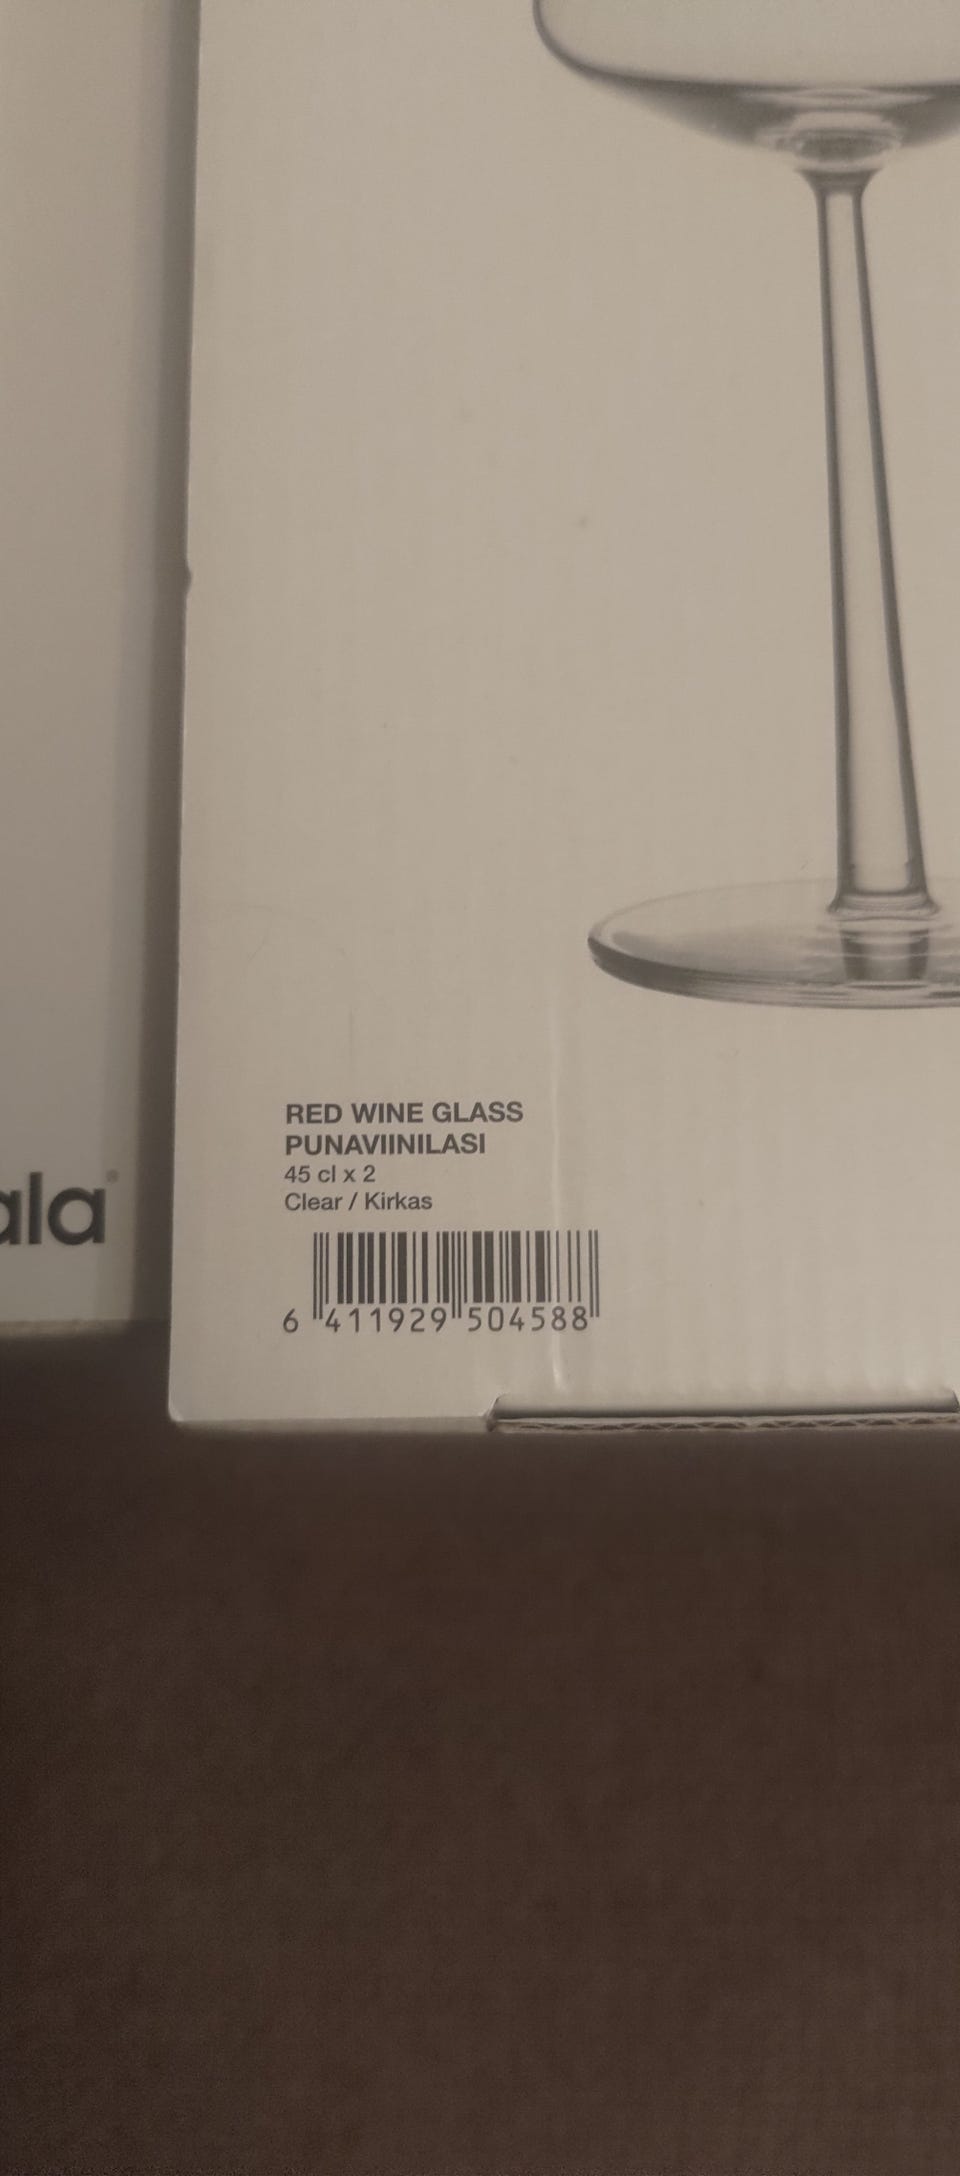 ala®
RED WINE GLASS
PUNAVIINILASI
45 cl x 2
Clear / Kirkas
6 411929 504588